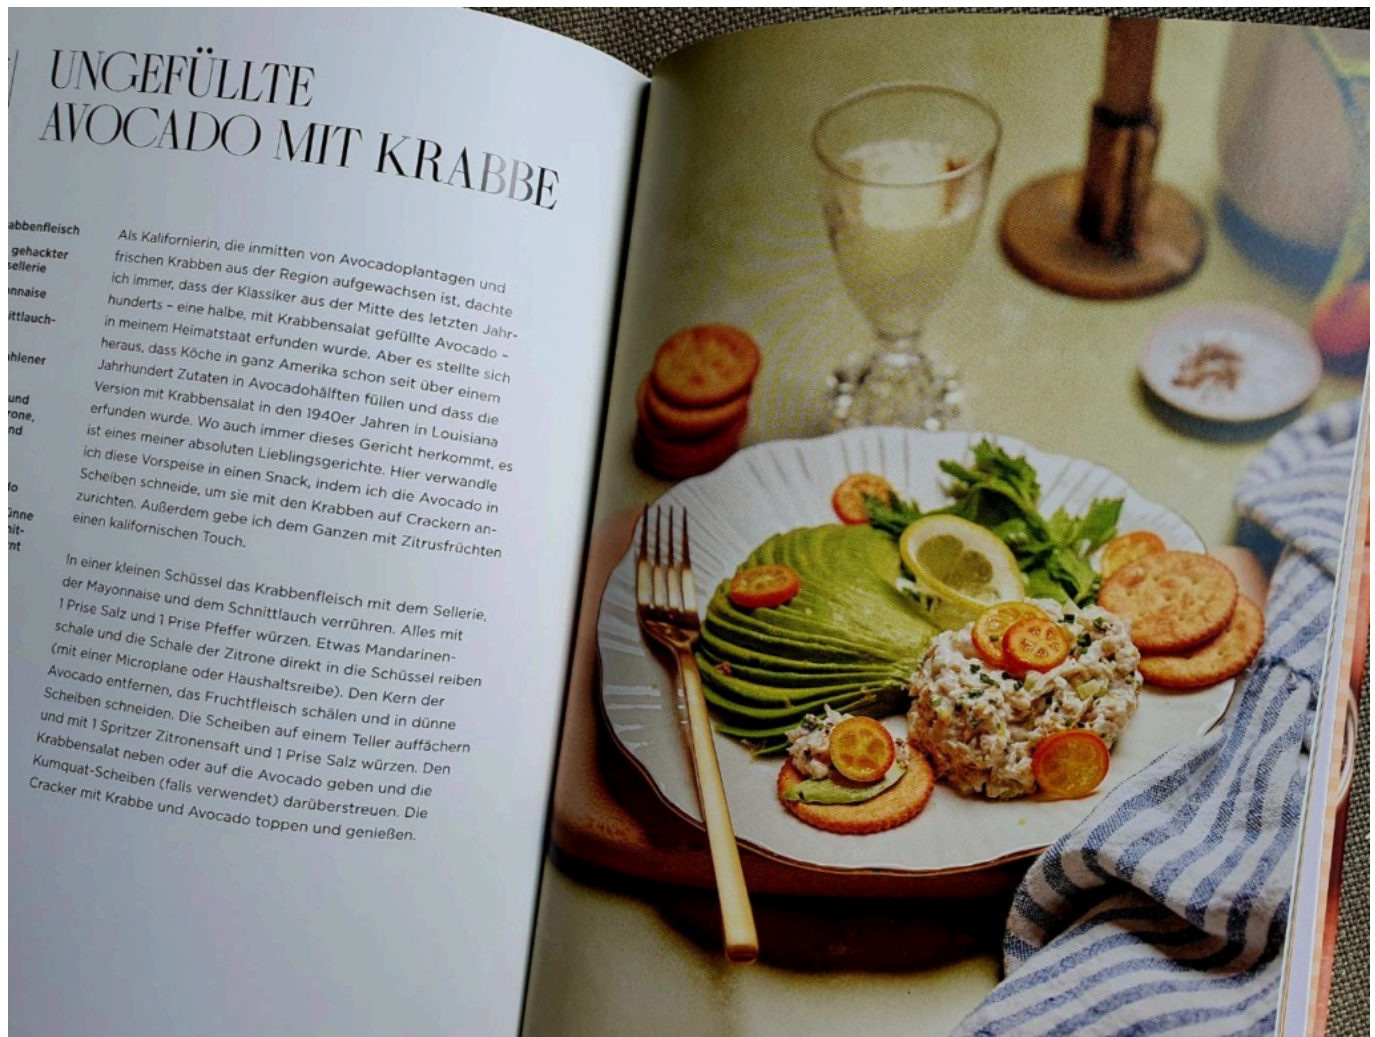 UNGEFÜLLTE
AVOCADO MIT KRABBE
abbenfleisch
gehackter
sellerie
nnaise
ittlauch-
hlener
und
rone,
nd
do
ünne
nit-
rnt
Als Kalifornierin, die inmitten von Avocadoplantagen und
frischen Krabben aus der Region aufgewachsen ist, dachte
ich immer, dass der Klassiker aus der Mitte des letzten Jahr-
hunderts – eine halbe, mit Krabbensalat gefüllte Avocado –
in meinem Heimatstaat erfunden wurde. Aber es stellte sich
heraus, dass Köche in ganz Amerika schon seit über einem
Jahrhundert Zutaten in Avocadohälften füllen und dass die
Version mit Krabbensalat in den 1940er Jahren in Louisiana
erfunden wurde. Wo auch immer dieses Gericht herkommt, es
ist eines meiner absoluten Lieblingsgerichte. Hier verwandle
ich diese Vorspeise in einen Snack, indem ich die Avocado in
Scheiben schneide, um sie mit den Krabben auf Crackern an-
zurichten. Außerdem gebe ich dem Ganzen mit Zitrusfrüchten
einen kalifornischen Touch.
In einer kleinen Schüssel das Krabbenfleisch mit dem Sellerie,
der Mayonnaise und dem Schnittlauch verrühren. Alles mit
1 Prise Salz und 1 Prise Pfeffer würzen. Etwas Mandarinen-
schale und die Schale der Zitrone direkt in die Schüssel reiben
(mit einer Microplane oder Haushaltsreibe). Den Kern der
Avocado entfernen, das Fruchtfleisch schälen und in dünne
Scheiben schneiden. Die Scheiben auf einem Teller auffächern
und mit 1 Spritzer Zitronensaft und 1 Prise Salz würzen. Den
Krabbensalat neben oder auf die Avocado geben und die
Kumquat-Scheiben (falls verwendet) darüberstreuen. Die
Cracker mit Krabbe und Avocado toppen und genießen.